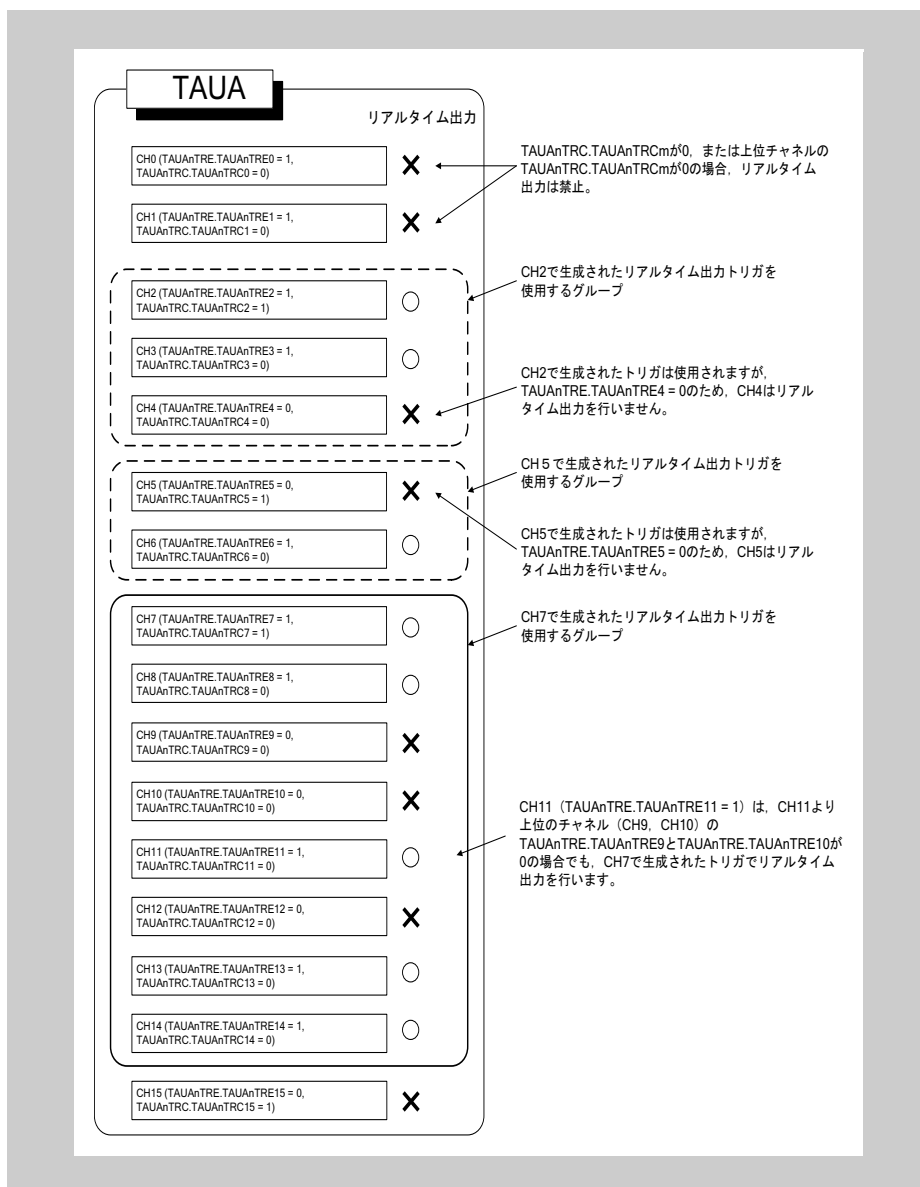 TAUA
リアルタイム出力
CH0 (TAUAnTRE.TAUAnTRE0 = 1,
TAUAnTRC.TAUAnTRC0 = 0)
TAUAnTRC.TAUAnTRCmが0，または上位チャネルの
TAUAnTRC.TAUAnTRCmが0の場合，リアルタイム
出力は禁止。
CH1 (TAUAnTRE.TAUAnTRE1 = 1,
TAUAnTRC.TAUAnTRC1 = 0)
CH2で生成されたリアルタイム出力トリガを
使用するグループ
CH2 (TAUAnTRE.TAUAnTRE2 = 1,
TAUAnTRC.TAUAnTRC2 = 1)
CH3 (TAUAnTRE.TAUAnTRE3 = 1,
TAUAnTRC.TAUAnTRC3 = 0)
CH2で生成されたトリガは使用されますが，
TAUAnTRE.TAUAnTRE4 = 0のため，CH4はリアル
タイム出力を行いません。
CH4 (TAUAnTRE.TAUAnTRE4 = 0,
TAUAnTRC.TAUAnTRC4 = 0)
CH５で生成されたリアルタイム出力トリガを
使用するグループ
CH5 (TAUAnTRE.TAUAnTRE5 = 0,
TAUAnTRC.TAUAnTRC5 = 1)
CH5で生成されたトリガは使用されますが，
TAUAnTRE.TAUAnTRE5 = 0のため，CH5はリアル
タイム出力を行いません。
CH6 (TAUAnTRE.TAUAnTRE6 = 1,
TAUAnTRC.TAUAnTRC6 = 0)
CH7で生成されたリアルタイム出力トリガを
使用するグループ
CH7 (TAUAnTRE.TAUAnTRE7 = 1,
TAUAnTRC.TAUAnTRC7 = 1)
CH8 (TAUAnTRE.TAUAnTRE8 = 1,
TAUAnTRC.TAUAnTRC8 = 0)
CH9 (TAUAnTRE.TAUAnTRE9 = 0,
TAUAnTRC.TAUAnTRC9 = 0)
CH10 (TAUAnTRE.TAUAnTRE10 = 0,
TAUAnTRC.TAUAnTRC10 = 0)
CH11（TAUAnTRE.TAUAnTRE11 = 1）は，CH11より
上位のチャネル（CH9，CH10）の
TAUAnTRE.TAUAnTRE9とTAUAnTRE.TAUAnTRE10が
0の場合でも，CH7で生成されたトリガでリアルタイム
出力を行います。
CH11 (TAUAnTRE.TAUAnTRE11 = 1,
TAUAnTRC.TAUAnTRC11 = 0)
CH12 (TAUAnTRE.TAUAnTRE12 = 0,
TAUAnTRC.TAUAnTRC12 = 0)
CH13 (TAUAnTRE.TAUAnTRE13 = 1,
TAUAnTRC.TAUAnTRC13 = 0)
CH14 (TAUAnTRE.TAUAnTRE14 = 1,
TAUAnTRC.TAUAnTRC14 = 0)
CH15 (TAUAnTRE.TAUAnTRE15 = 0,
TAUAnTRC.TAUAnTRC15 = 1)